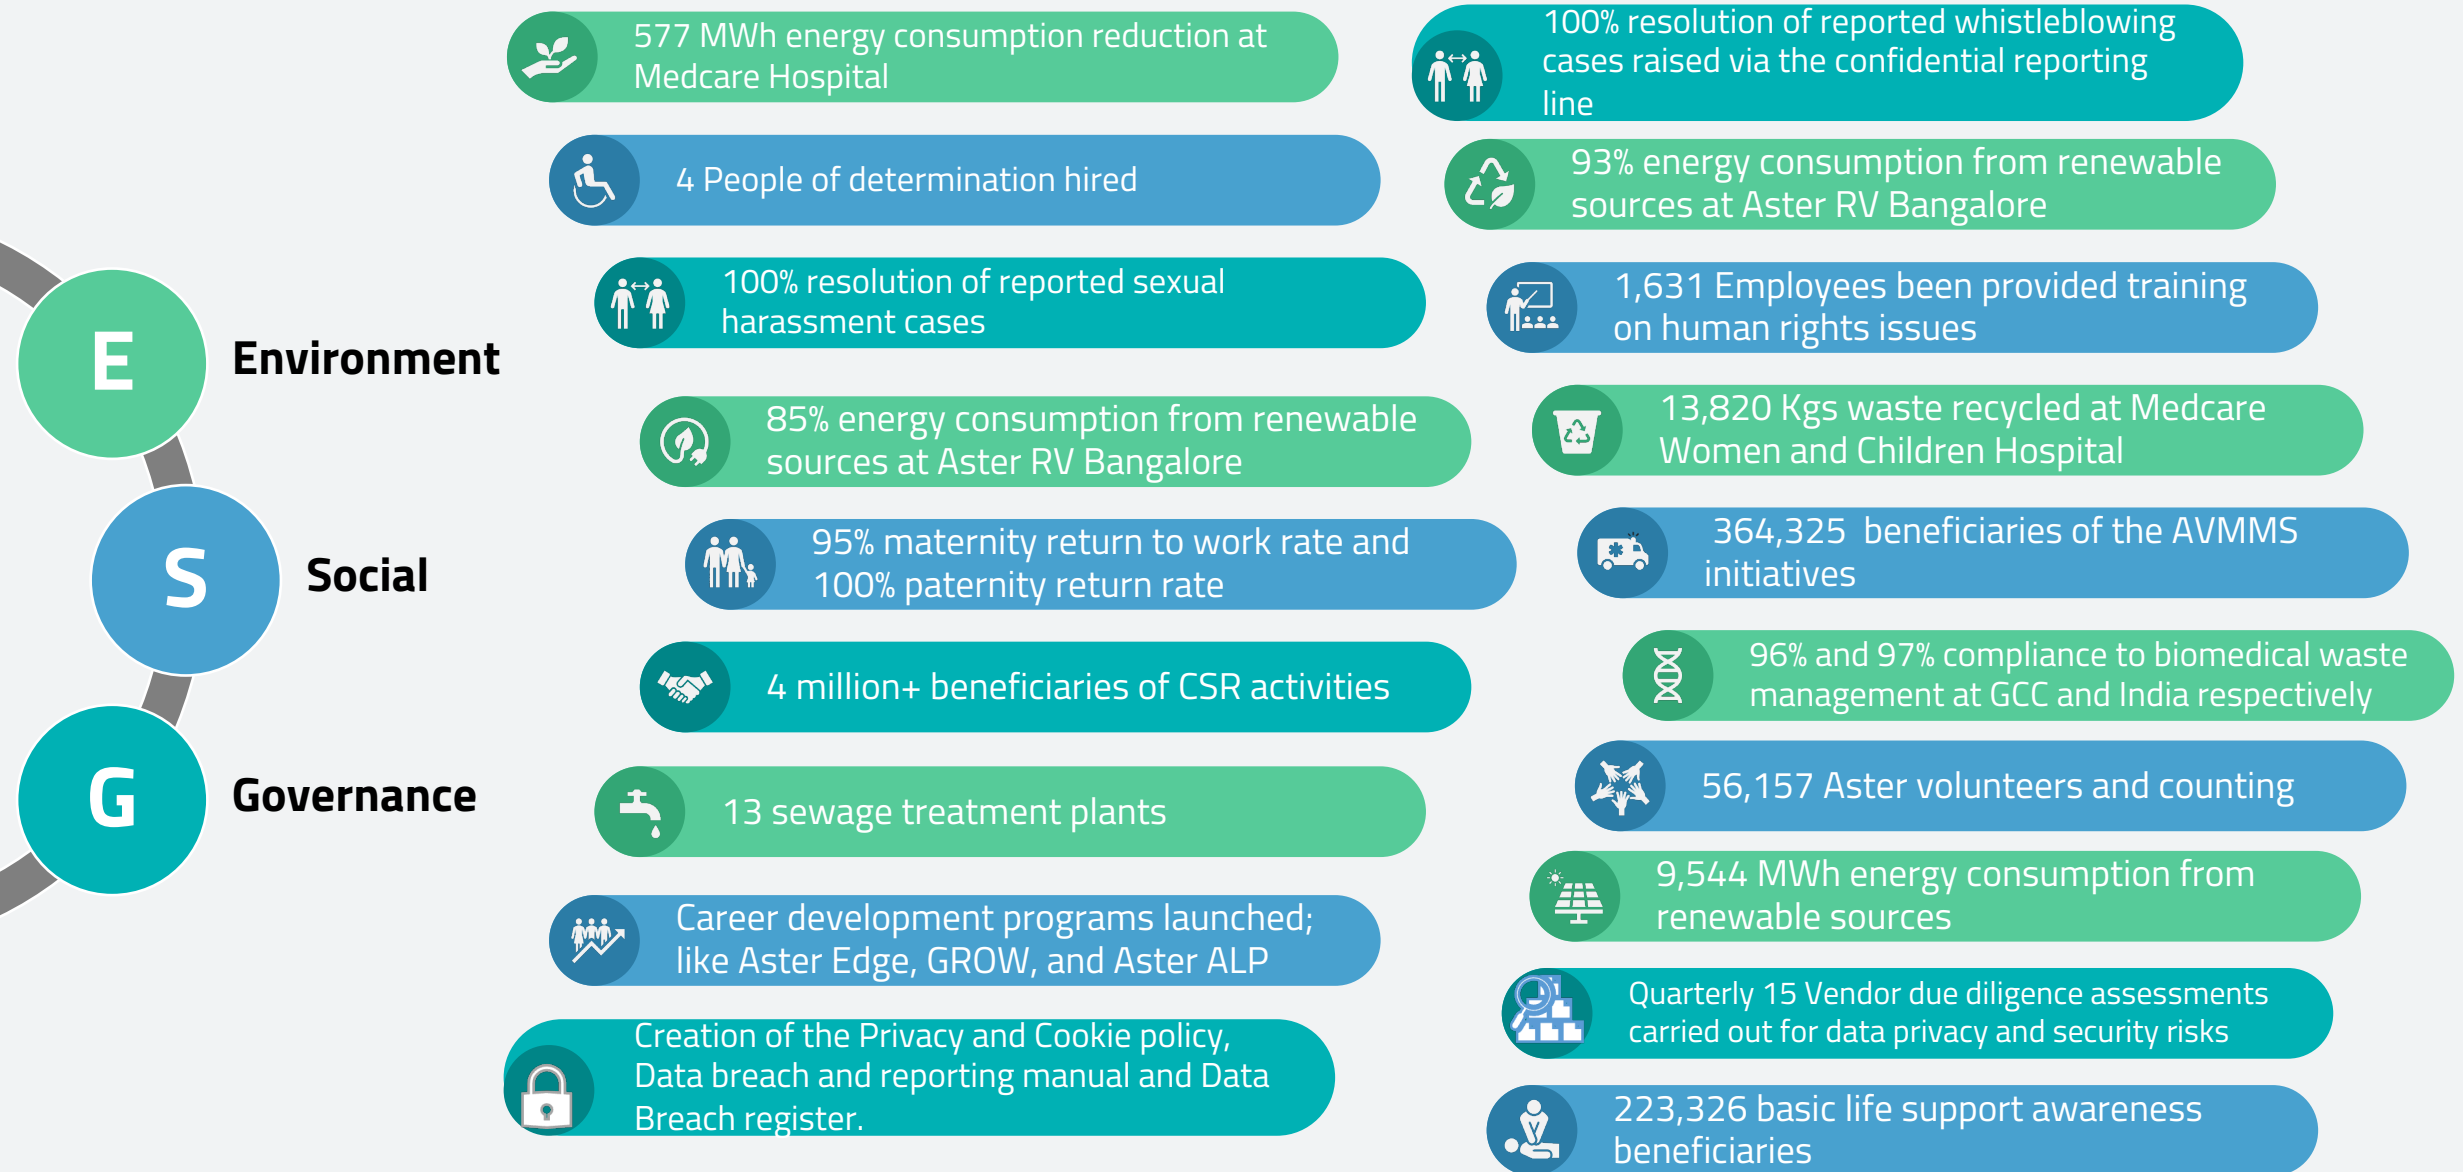 E
Environment
S
Social
G
Governance
577 MWh energy consumption reduction at
Medcare Hospital
4 People of determination hired
100% resolution of reported sexual
harassment cases
85% energy consumption from renewable
sources at Aster RV Bangalore
95% maternity return to work rate and
100% paternity return rate
4 million+ beneficiaries of CSR activities
13 sewage treatment plants
Career development programs launched;
like Aster Edge, GROW, and Aster ALP
Creation of the Privacy and Cookie policy,
Data breach and reporting manual and Data
Breach register.
100% resolution of reported whistleblowing
cases raised via the confidential reporting
line
93% energy consumption from renewable
sources at Aster RV Bangalore
1,631 Employees been provided training
on human rights issues
13,820 Kgs waste recycled at Medcare
Women and Children Hospital
364,325 beneficiaries of the AVMMS
initiatives
96% and 97% compliance to biomedical waste
management at GCC and India respectively
56,157 Aster volunteers and counting
9,544 MWh energy consumption from
renewable sources
Quarterly 15 Vendor due diligence assessments
carried out for data privacy and security risks
223,326 basic life support awareness
beneficiaries